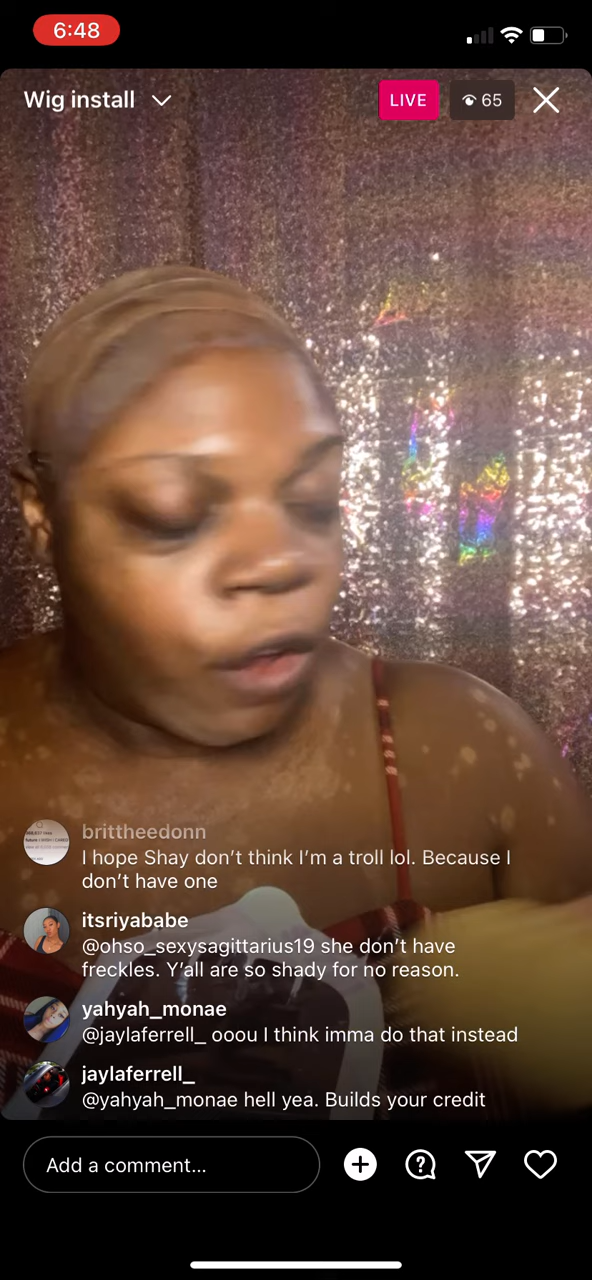 6:48
Wig install
LIVE
65
brittheedonn
I hope Shay don't think I'm a troll lol. Because I
don't have one
itsriyababe
@ohso_sexysagittarius19 she don't have
freckles. Y'all are so shady for no reason.
yahyah_monae
@jaylaferrell_ ooou I think imma do that instead
jaylaferrell_
@yahyah_monae hell yea. Builds your credit
Add a comment...